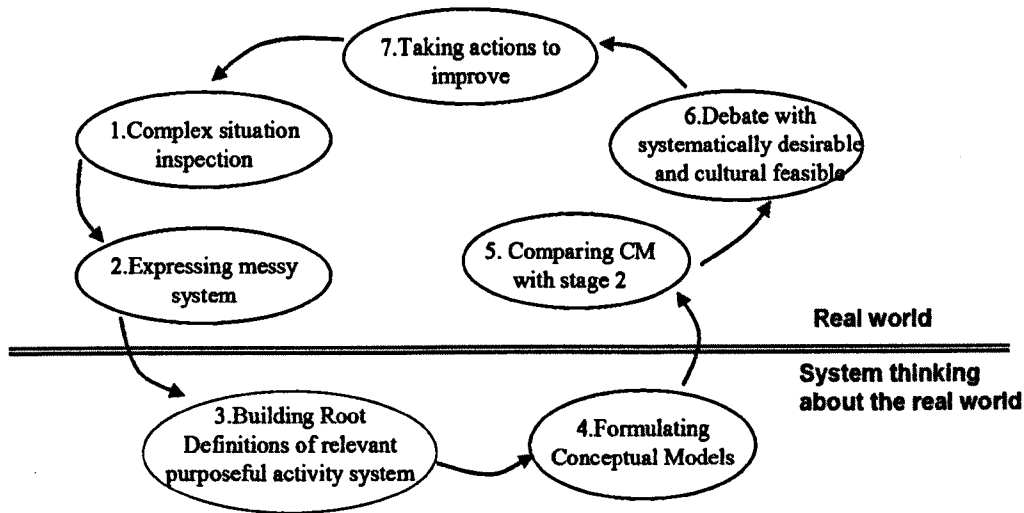 7.Taking actions to
improve
1.Complex situation
inspection
6.Debate with
systematically desirable
and cultural feasible
2.Expressing messy
system
5. Comparing CM
with stage 2
Real world
System thinking
about the real world
3.Building Root
Definitions of relevant
purposeful activity system
4.Formulating
Conceptual Models